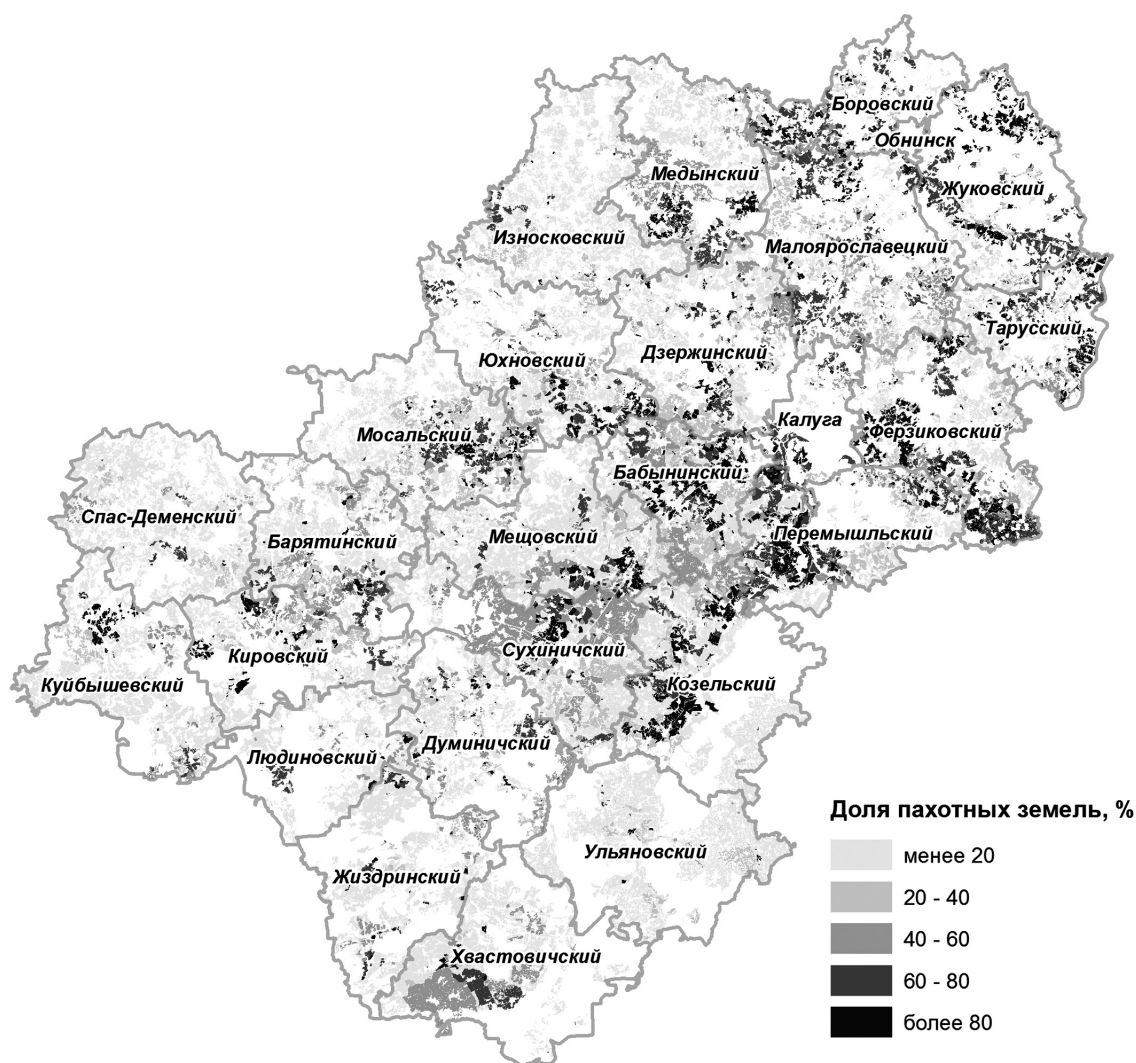 Боровский
Обнинск
Медынский
Жуковский
Износковский
Малоярославецкий
Тарусский
Юхновский
Дзержинский
Калуга
Мосальский
Ферзиковский
Бабынинский
Спас-Деменский
Барятинский
Мещовский
Перемышльский
Сухиничский
Кировский
Куйбышевский
Козельский
Людиновский
Думиничский
Ульяновский
Жиздринский
Хвастовичский
Доля пахотных земель, %
менее 20
20 - 40
40 - 60
60 - 80
более 80